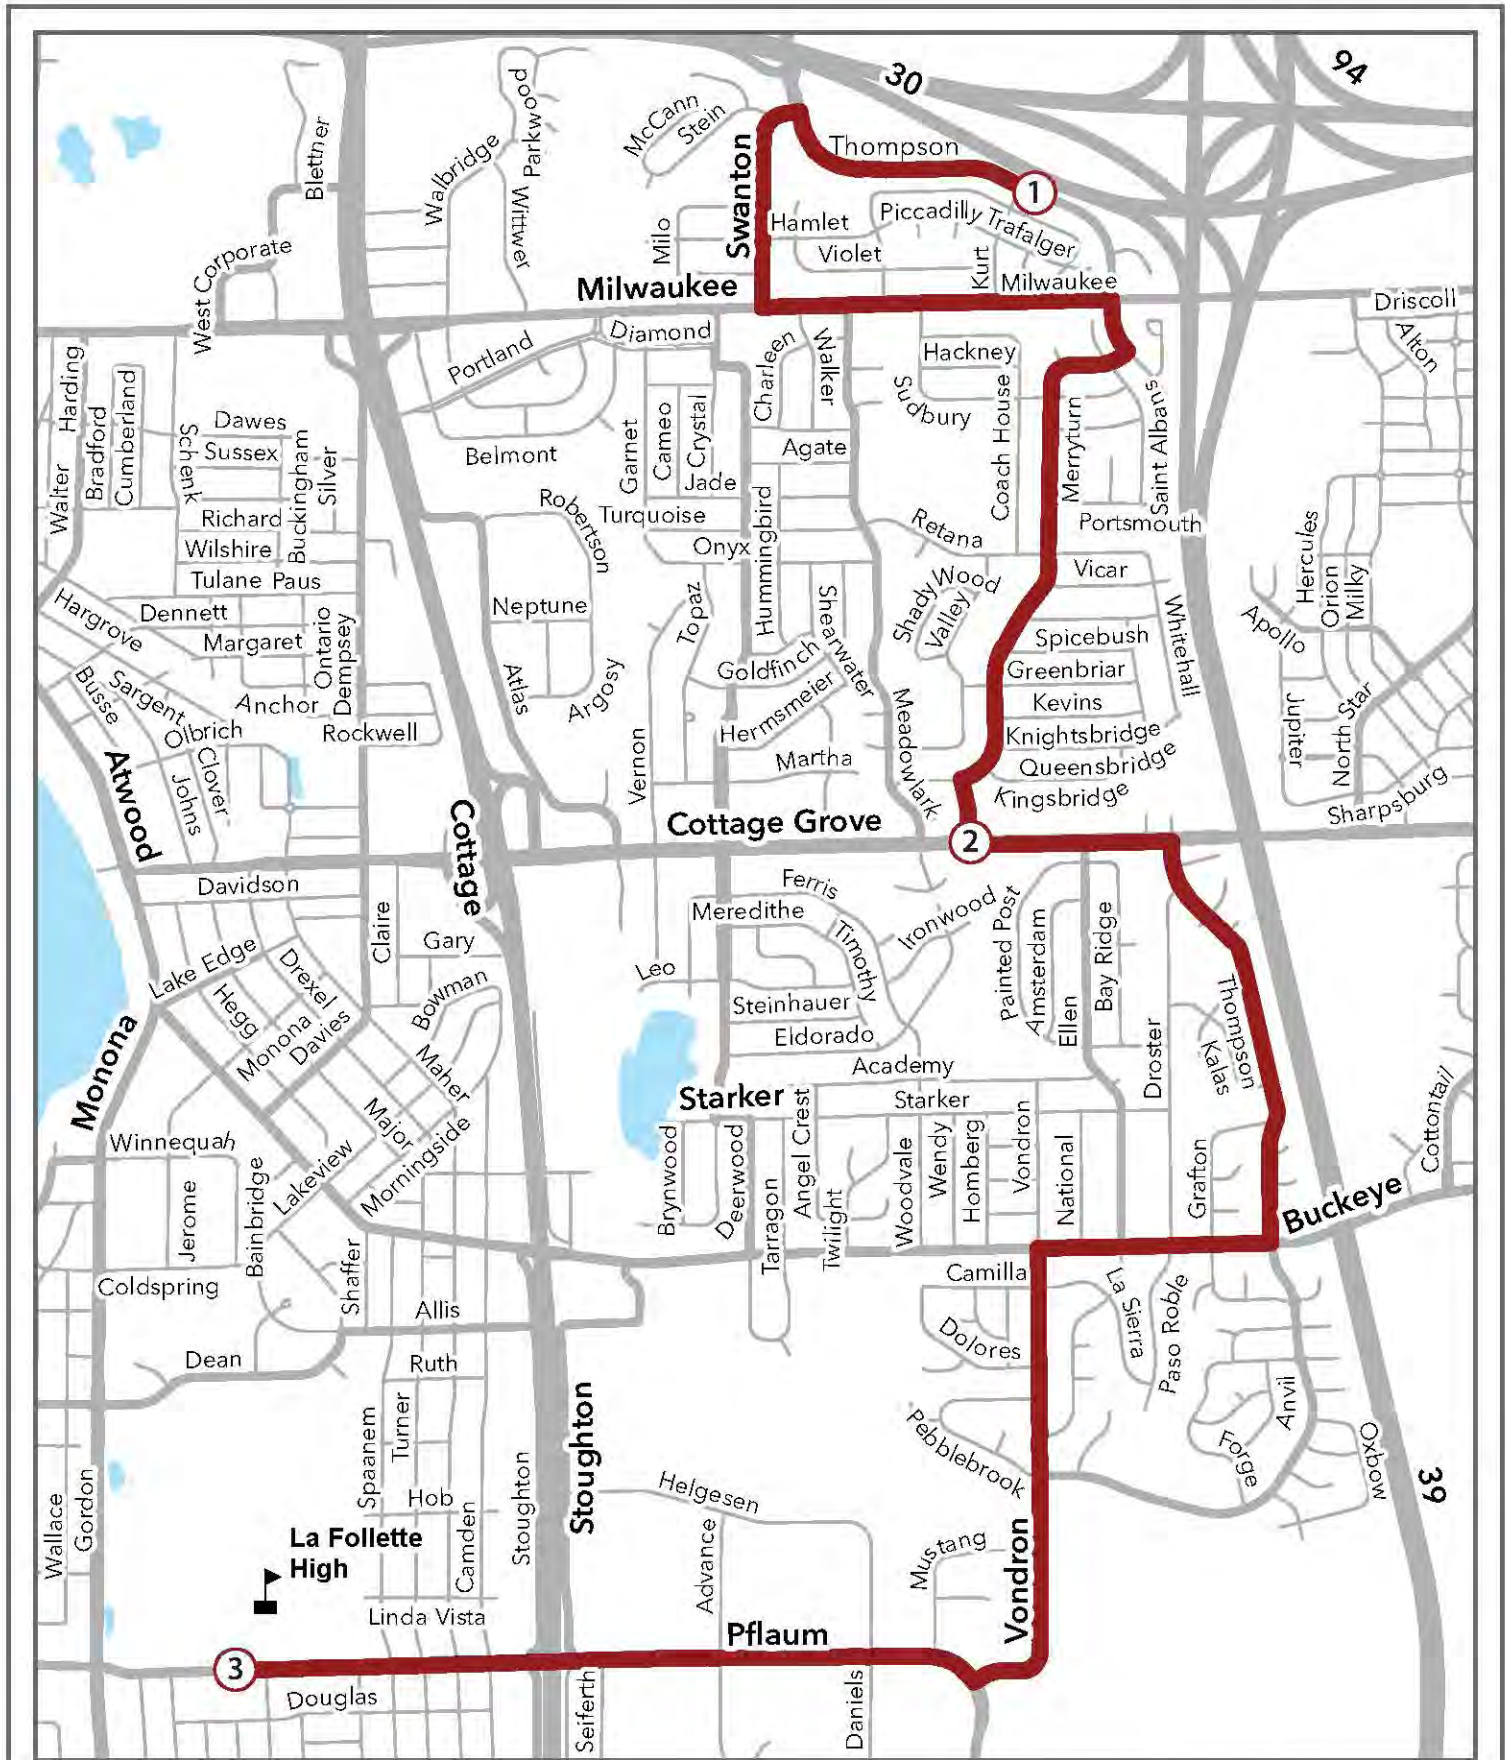 30
94
Blettner
Walbridge
Parkwood
Wittwer
McCann
Stein
Swanton
Thompson
1
Milo
Hamlet
Piccadilly
Trafalger
Violet
Kurt
West Corporate
Milwaukee
Milwaukee
Driscoll
Alton
Diamond
Portland
Charleen
Walker
Hackney
Sudbury
Coach House
Merryturn
Saint Albans
Harding
Walter
Bradford
Cumberland
Schenk
Dawes
Sussex
Buckingham
Silver
Belmont
Garnet
Cameo
Crystal
Jade
Agate
Richard
Wilshire
Tulane
Paus
Robertson
Turquoise
Onyx
Hummingbird
Retana
Portsmouth
Vicar
Hercules
Orion
Milky
Apollo
Hargrove
Dennett
Margaret
Ontario
Dempsey
Neptune
Topaz
Shearwater
Shady
Wood
Valley
Spicebush
Whitehall
Greenbriar
Kevins
Knightsbridge
Queensbridge
Kingsbridge
Busse
Sargent
Anchor
Olbrich
Rockwell
Atlas
Argosy
Goldfinch
Hermsmeier
Martha
Meadowlark
Jupiter
North Star
Sharpsburg
Atwood
Johns
Clover
Vernon
Cottage
Cottage Grove
2
Davidson
Claire
Gary
Ferris
Meredithe
Timothy
Ironwood
Painted Post
Amsterdam
Ellen
Bay Ridge
Lake Edge
Drexel
Hegg
Monona
Davies
Bowman
Leo
Steinhauer
Eldorado
Academy
Droster
Thompson
Kalas
Monona
Maher
Major
Morningside
Lakeview
Starker
Starker
Winnequah
Jerome
Bainbridge
Brynwood
Deerwood
Tarragon
Angel Crest
Twilight
Woodvale
Wendy
Homberg
Vondron
National
Grafton
Buckeye
Cottontail
Coldspring
Shaffer
Allis
Camilla
Dolores
La Sierra
Paso Roble
Dean
Ruth
Turner
Spaanem
Hob
Camden
Stoughton
Stoughton
Helgesen
Pebblebrook
Anvil
Forge
Oxbow
39
Wallace
Gordon
La Follette
High
Linda Vista
Advance
Mustang
Vondron
Pflaum
3
Douglas
Seiferth
Daniels